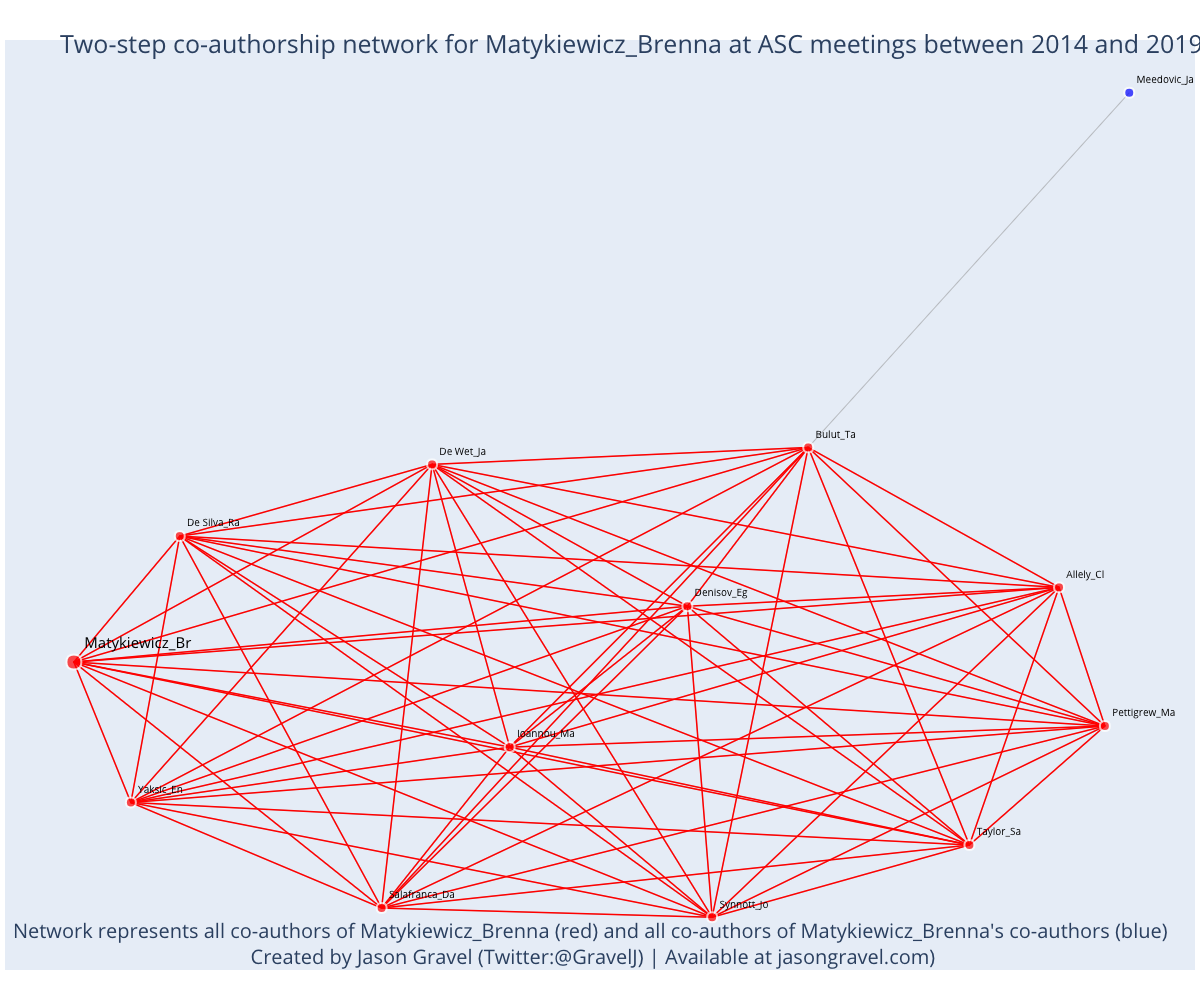 Two-step co-authorship network for Matykiewicz_Brenna at ASC meetings between 2014 and 2019
Meedovic_Ja
Bulut_Ta
De Wet_Ja
De Silva_Ra
Allely_Cl
Denisov_Eg
Matykiewicz_Br
Pettigrew_Ma
Ioannou_Ma
Yaksic_En
Taylor_Sa
Salafranca_Da
Synnott_Jo
Network represents all co-authors of Matykiewicz_Brenna (red) and all co-authors of Matykiewicz_Brenna's co-authors (blue)
Created by Jason Gravel (Twitter:@GravelJ) | Available at jasongravel.com)